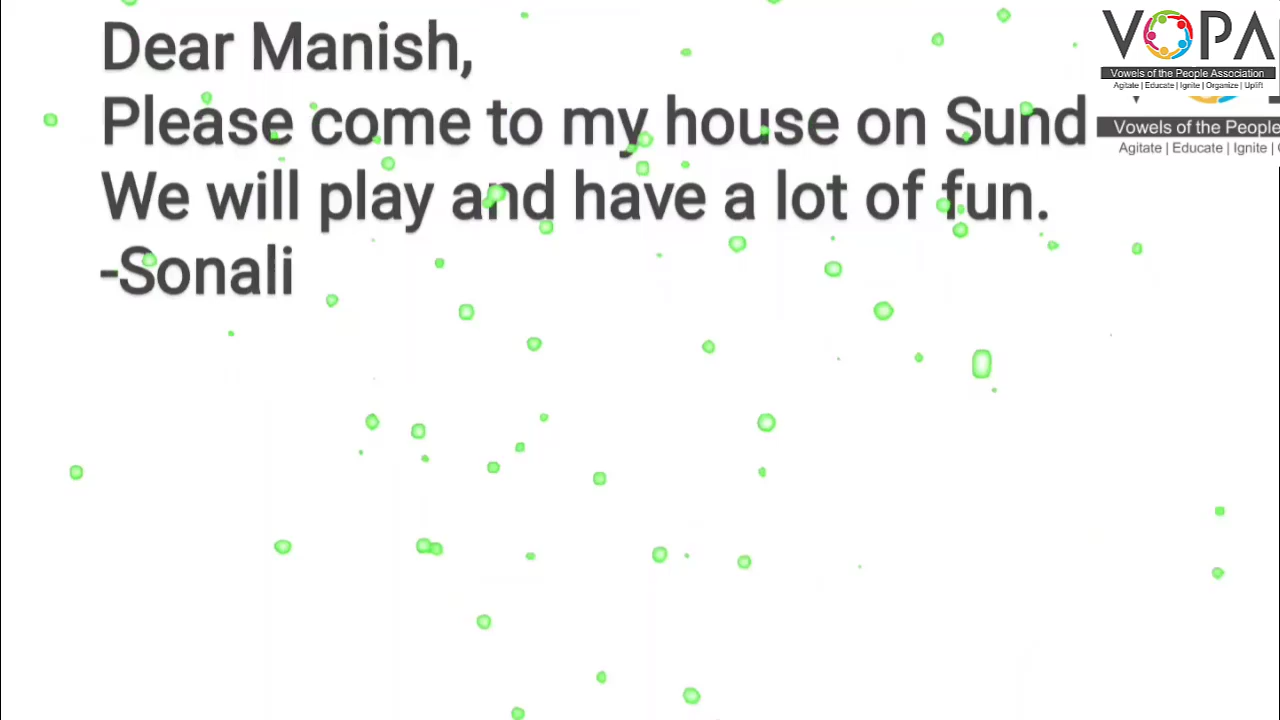 Dear Manish,
Please come to my house on Sund
We will play and have a lot of fun.
-Sonali
VOPA
Vowels of the People Association
Agitate | Educate | Ignite | Organize | Uplift
Vowels of the People
Agitate | Educate | Ignite |